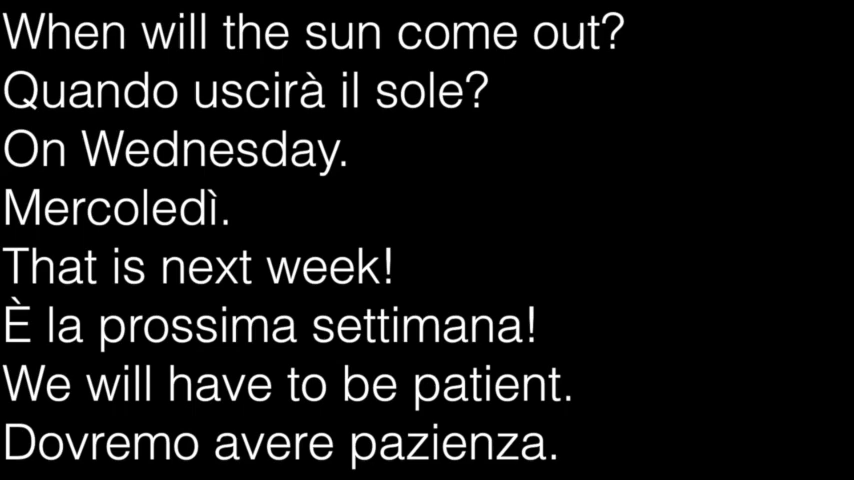 When will the sun come out?
Quando uscirà il sole?
On Wednesday.
Mercoledì.
That is next week!
È la prossima settimana!
We will have to be patient.
Dovremo avere pazienza.